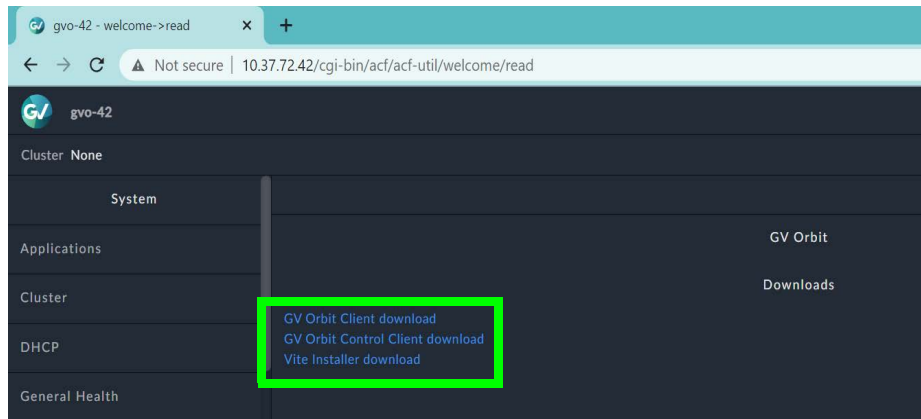 gvo-42 - welcome->read
Not secure | 10.37.72.42/cgi-bin/acf/acf-util/welcome/read
GV gvo-42
Cluster None
System
Applications
Cluster
DHCP
General Health
GV Orbit
Downloads
GV Orbit Client download
GV Orbit Control Client download
Vite Installer download